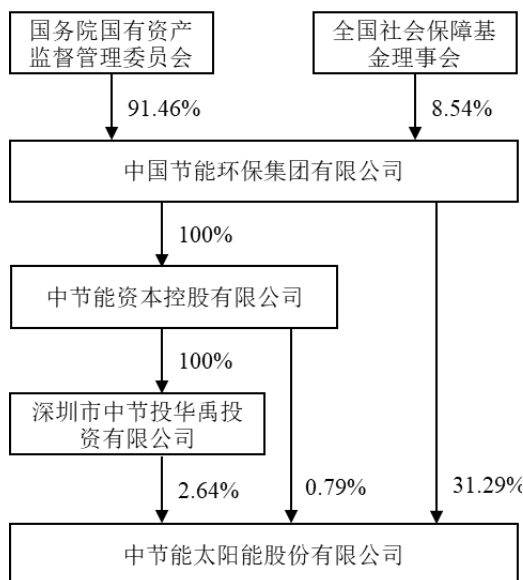 国务院国有资产
监督管理委员会
全国社会保障基
金理事会
91.46%
8.54%
中国节能环保集团有限公司
100%
中节能资本控股有限公司
100%
深圳市中节投华禹投
资有限公司
2.64%
0.79%
31.29%
中节能太阳能股份有限公司